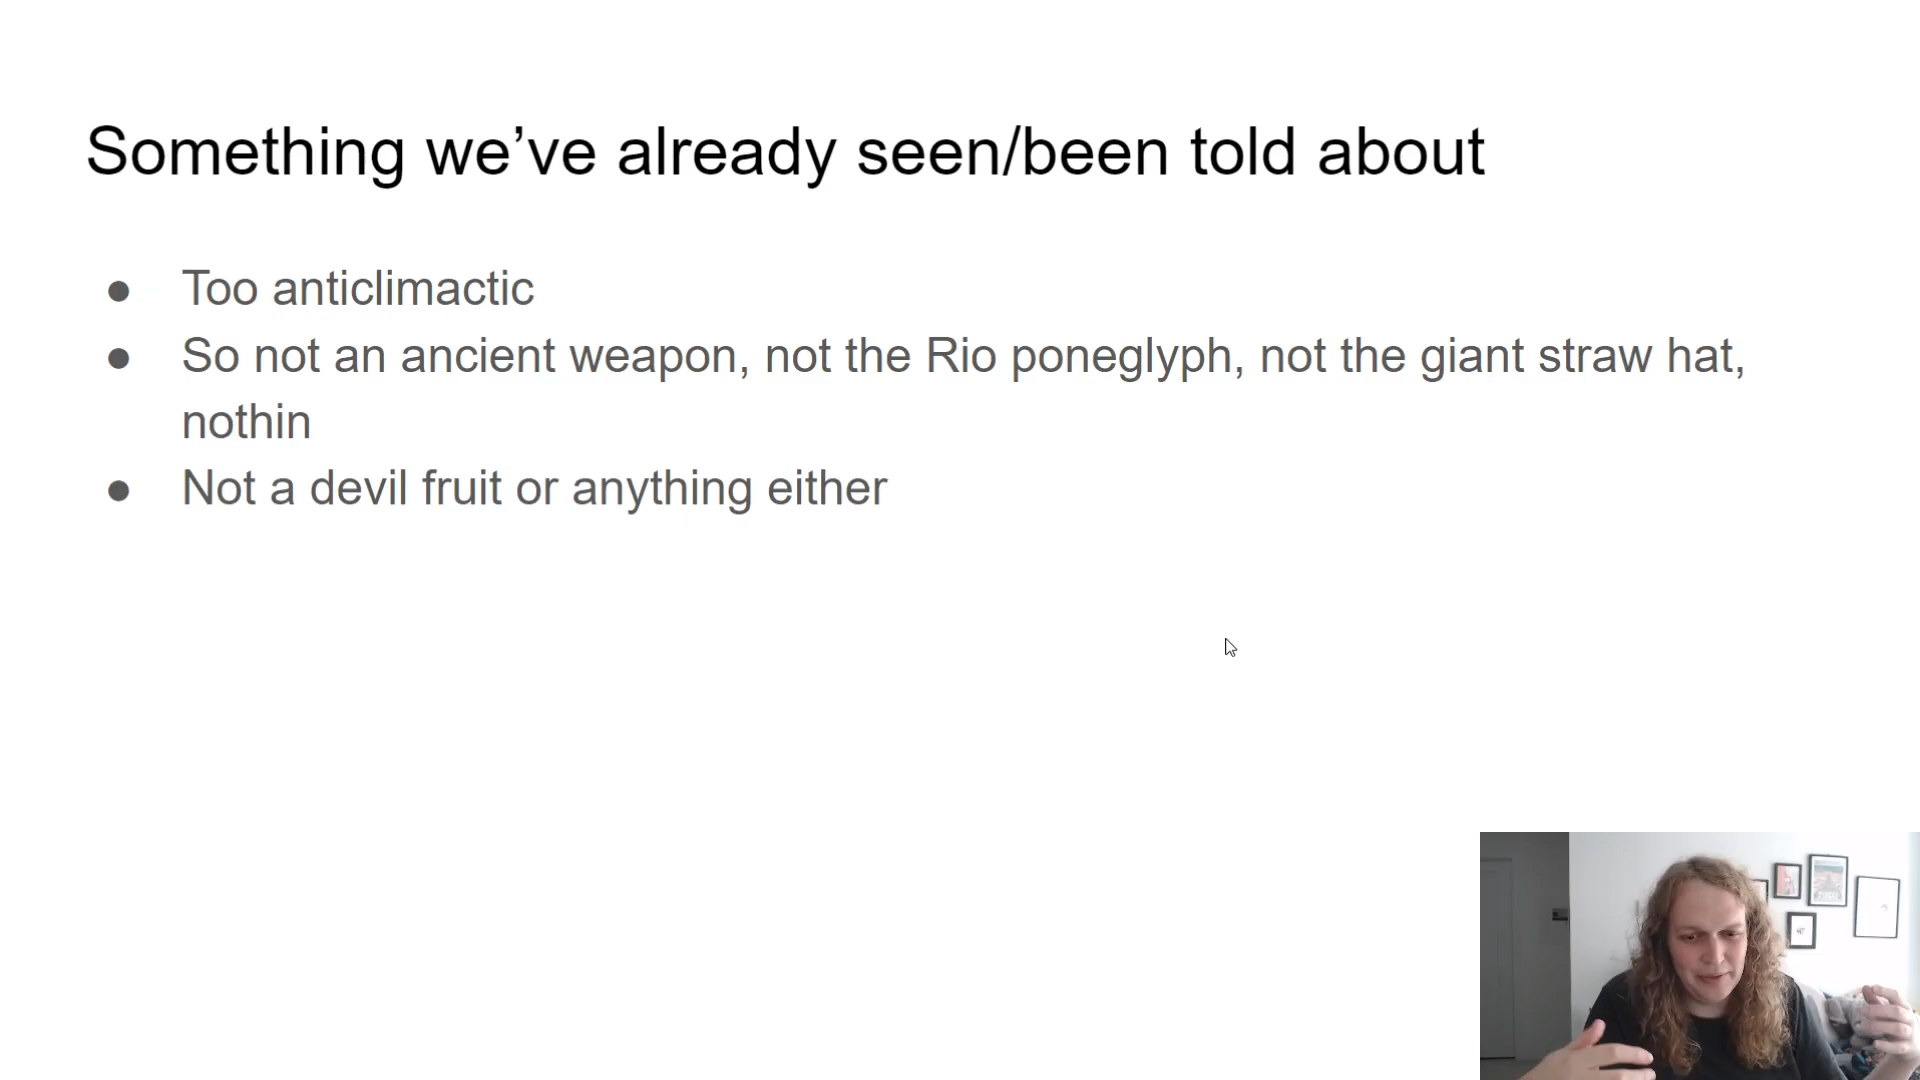 Something we’ve already seen/been told about
● Too anticlimactic
● So not an ancient weapon, not the Rio poneglyph, not the giant straw hat,
nothin
● Not a devil fruit or anything either